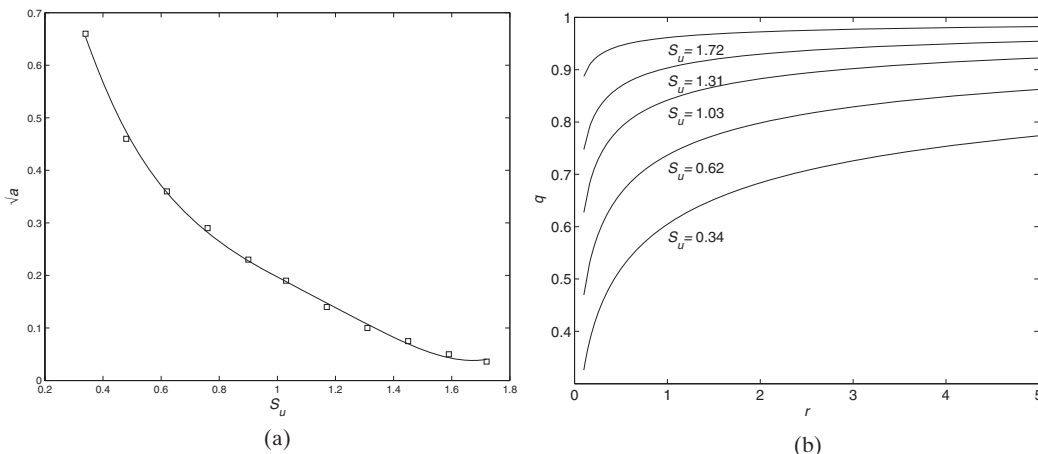 0.7
0.6
0.5
0.4
0.3
0.2
0.1
0
√a
0.2 0.4 0.6 0.8 1 1.2 1.4 1.6 1.8
S_u
(a)
1
0.9
0.8
0.7
0.6
0.5
0.4
q
S_u = 1.72
S_u = 1.31
S_u = 1.03
S_u = 0.62
S_u = 0.34
0 1 2 3 4 5
r
(b)